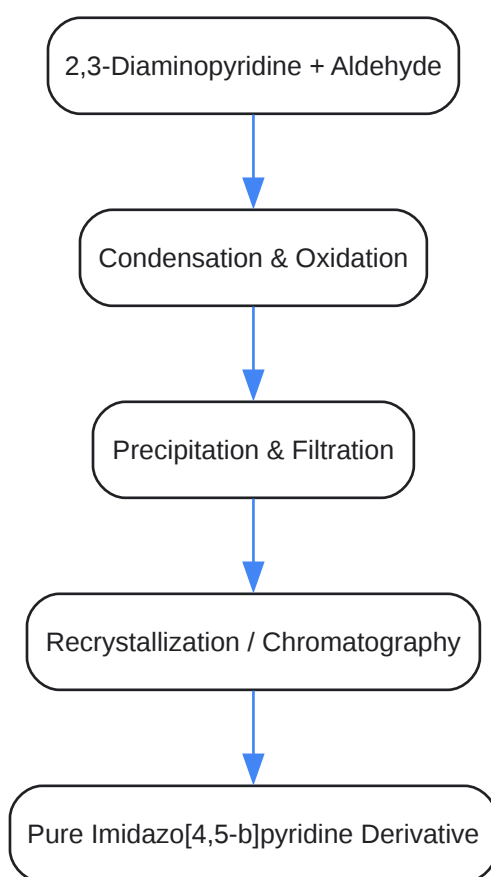 2,3-Diaminopyridine + Aldehyde
Condensation & Oxidation
Precipitation & Filtration
Recrystallization / Chromatography
Pure Imidazo[4,5-b]pyridine Derivative